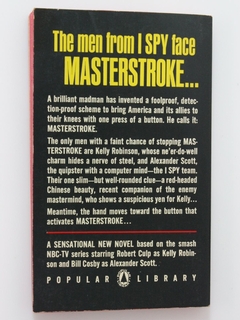 The men from I SPY face
MASTERSTROKE...
A brilliant madman has invented a foolproof, detec-
tion-proof scheme to bring America and its allies to
their knees with one press of a button. He calls it:
MASTERSTROKE.
The only men with a faint chance of stopping MAS-
TERSTROKE are Kelly Robinson, whose ne'er-do-well
charm hides a nerve of steel, and Alexander Scott,
the quipster with a computer mind—the I SPY team.
Their one slim—but well-rounded clue—a red-headed
Chinese beauty, recent companion of the enemy
mastermind, who shows a suspicious yen for Kelly...
Meantime, the hand moves toward the button that
activates MASTERSTROKE...
A SENSATIONAL NEW NOVEL based on the smash
NBC-TV series starring Robert Culp as Kelly Robin-
son and Bill Cosby as Alexander Scott.
POPULAR LIBRARY